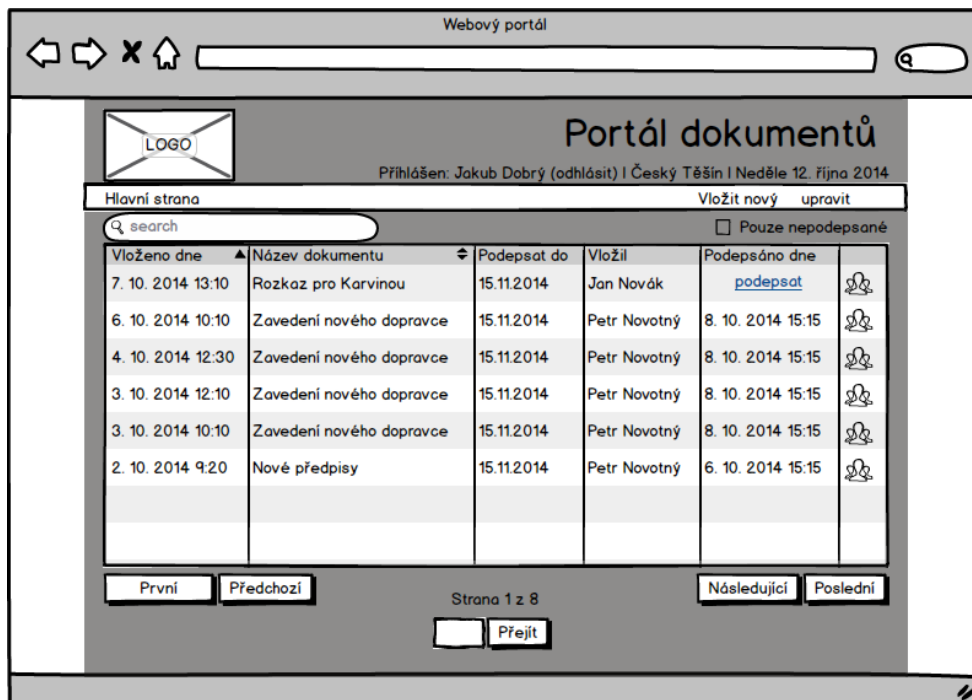 Webový portál
LOGO
Portál dokumentů
Přihlášen: Jakub Dobrý (odhlásit) I Český Těšín I Neděle 12. října 2014
Hlavní strana Vložit nový upravit
search Pouze nepodepsané
Vloženo dne Název dokumentu Podepsat do Vložil Podepsáno dne
7. 10. 2014 13:10 Rozkaz pro Karvinou 15.11.2014 Jan Novák podepsat
6. 10. 2014 10:10 Zavedení nového dopravce 15.11.2014 Petr Novotný 8. 10. 2014 15:15
4. 10. 2014 12:30 Zavedení nového dopravce 15.11.2014 Petr Novotný 8. 10. 2014 15:15
3. 10. 2014 12:10 Zavedení nového dopravce 15.11.2014 Petr Novotný 8. 10. 2014 15:15
3. 10. 2014 10:10 Zavedení nového dopravce 15.11.2014 Petr Novotný 8. 10. 2014 15:15
2. 10. 2014 9:20 Nové předpisy 15.11.2014 Petr Novotný 6. 10. 2014 15:15
První Předchozí Následující Poslední
Strana 1 z 8
Přejít